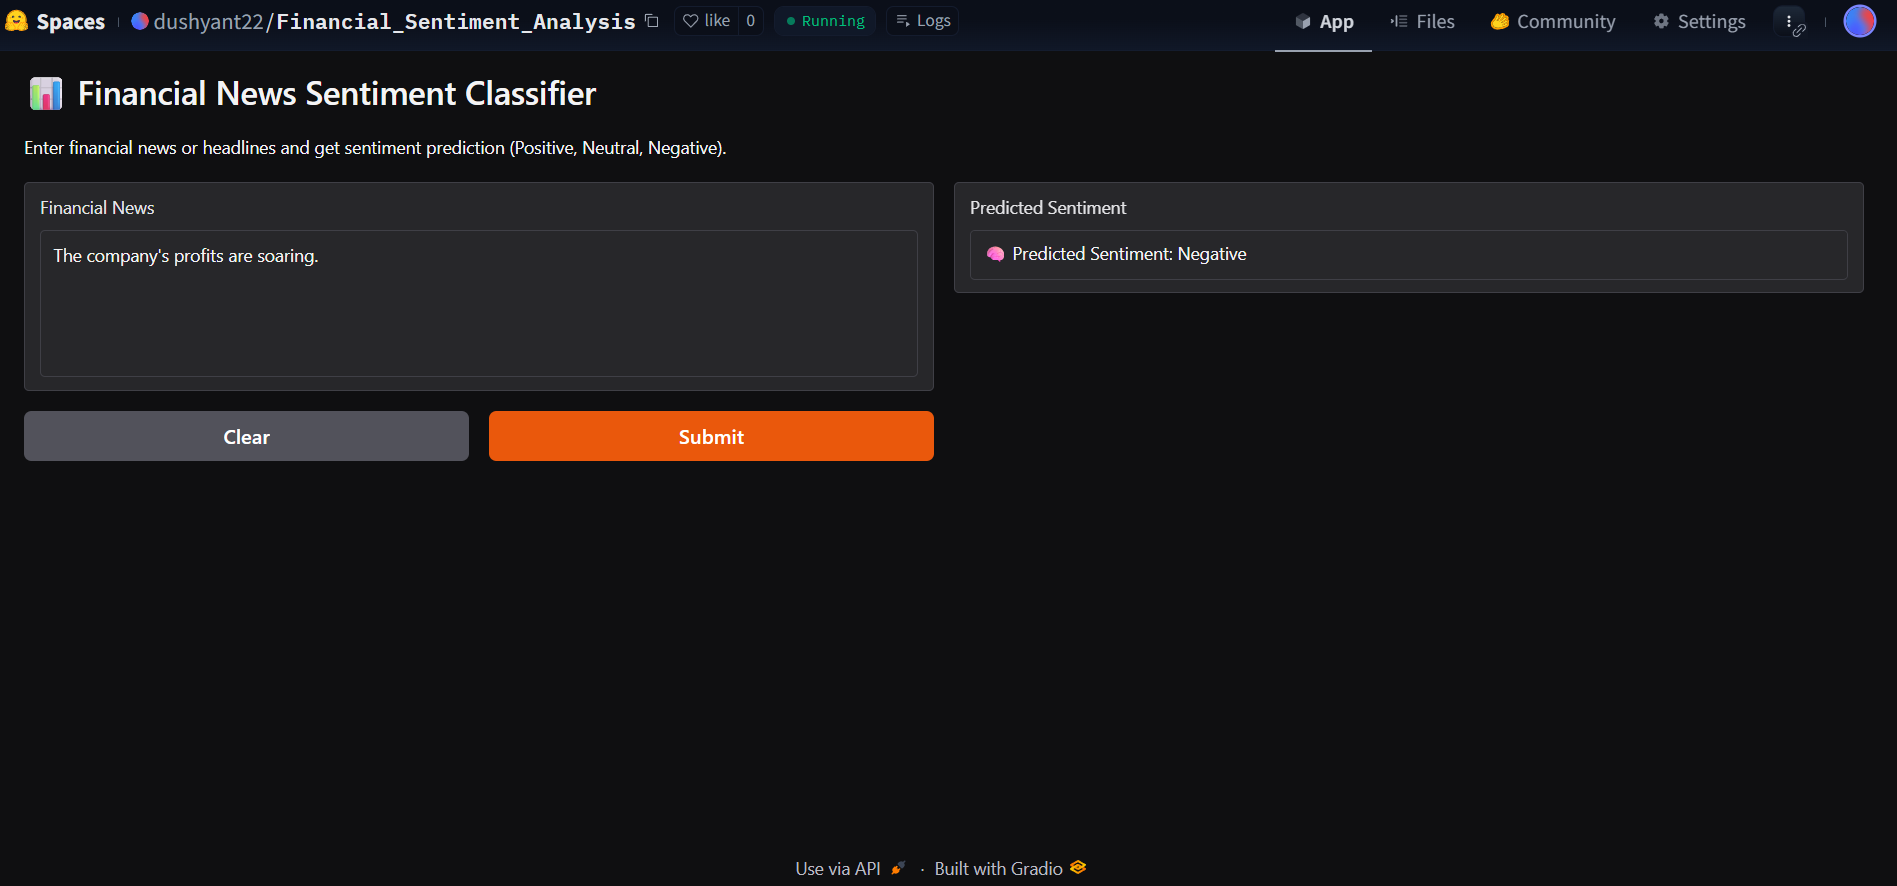 Spaces dushyant22/Financial_Sentiment_Analysis like 0 Running Logs App Files Community Settings
Financial News Sentiment Classifier
Enter financial news or headlines and get sentiment prediction (Positive, Neutral, Negative).
Financial News
The company's profits are soaring.
Predicted Sentiment
Predicted Sentiment: Negative
Clear
Submit
Use via API · Built with Gradio